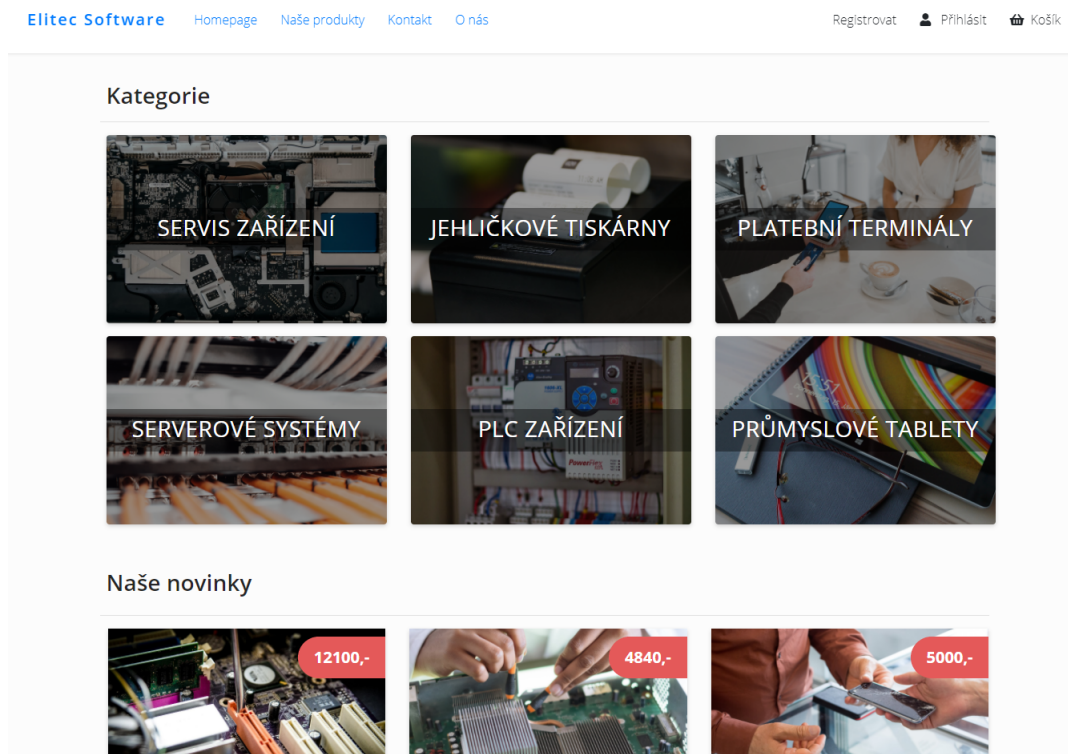 Elitec Software Homepage Naše produkty Kontakt O nás Registrovat Přihlásit Košík
Kategorie
SERVIS ZAŘÍZENÍ JEHLIČKOVÉ TISKÁRNY PLATEBNÍ TERMINÁLY
SERVEROVÉ SYSTÉMY PLC ZAŘÍZENÍ PRŮMYSLOVÉ TABLETY
Naše novinky
12100,- 4840,- 5000,-